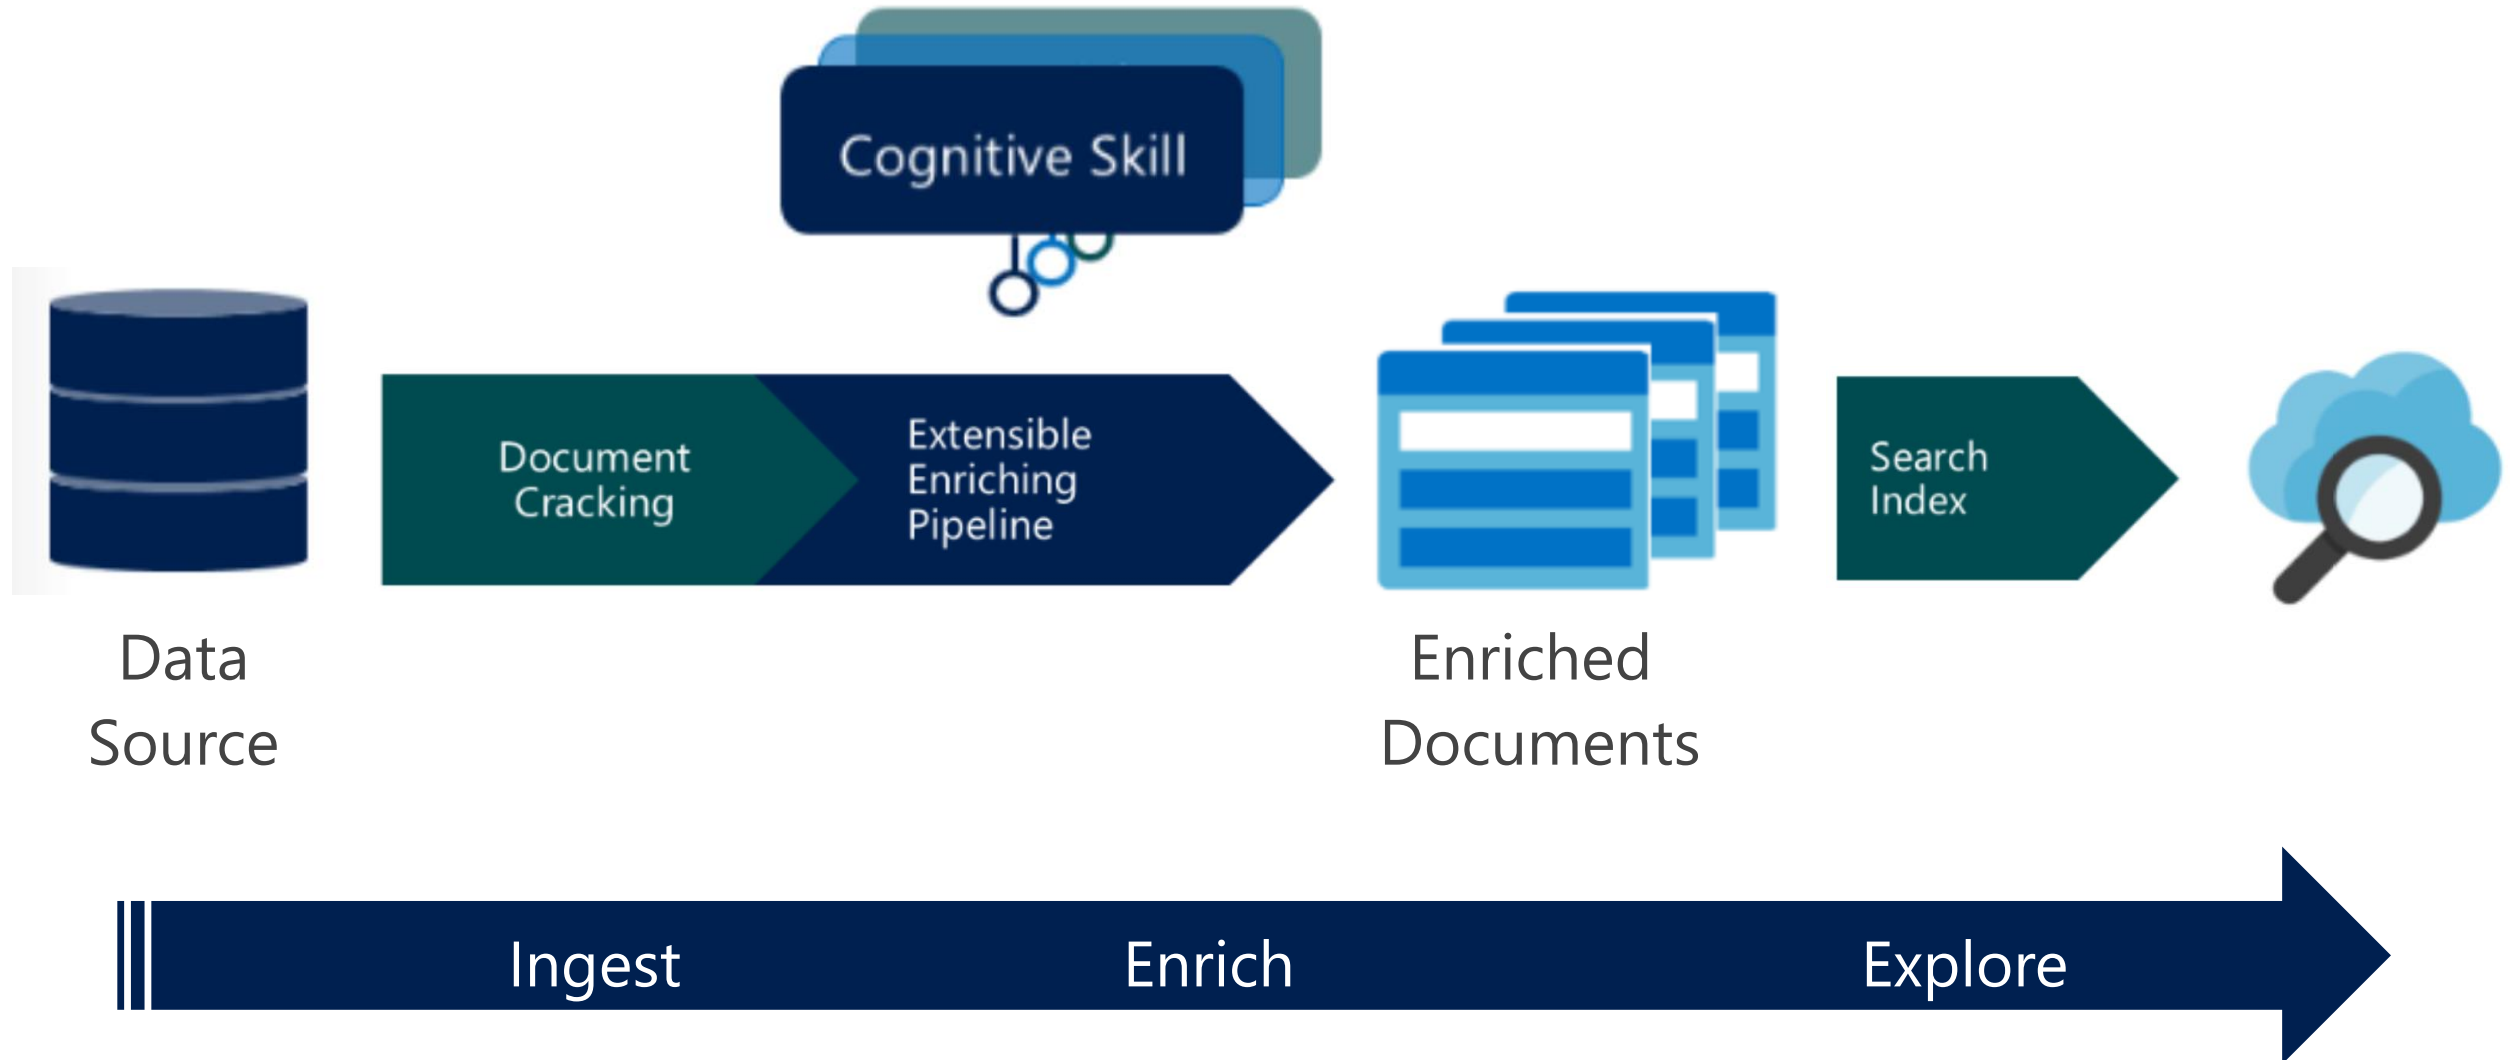 Cognitive Skill
Document
Cracking
Extensible
Enriching
Pipeline
Search
Index
Data
Source
Enriched
Documents
Ingest
Enrich
Explore